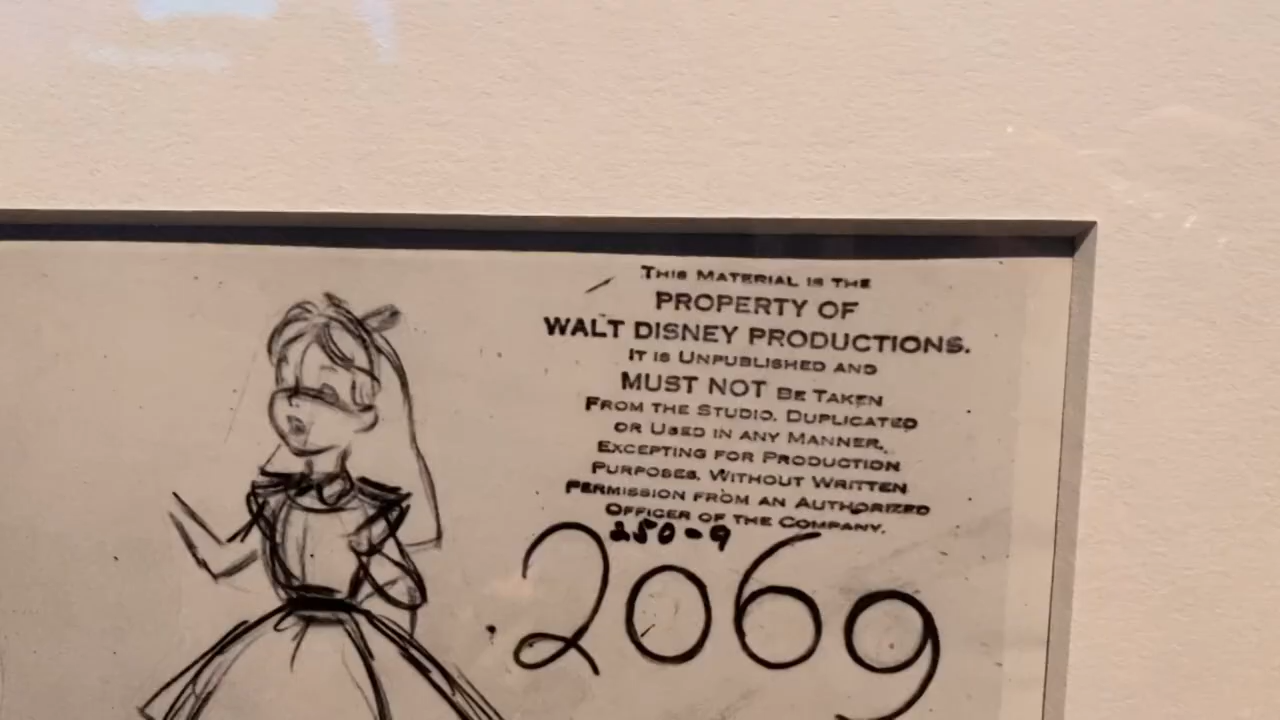 THIS MATERIAL IS THE
PROPERTY OF
WALT DISNEY PRODUCTIONS.
IT IS UNPUBLISHED AND
MUST NOT BE TAKEN
FROM THE STUDIO, DUPLICATED
OR USED IN ANY MANNER,
EXCEPTING FOR PRODUCTION
PURPOSES, WITHOUT WRITTEN
PERMISSION FROM AN AUTHORIZED
OFFICER OF THE COMPANY.
250-9
2069